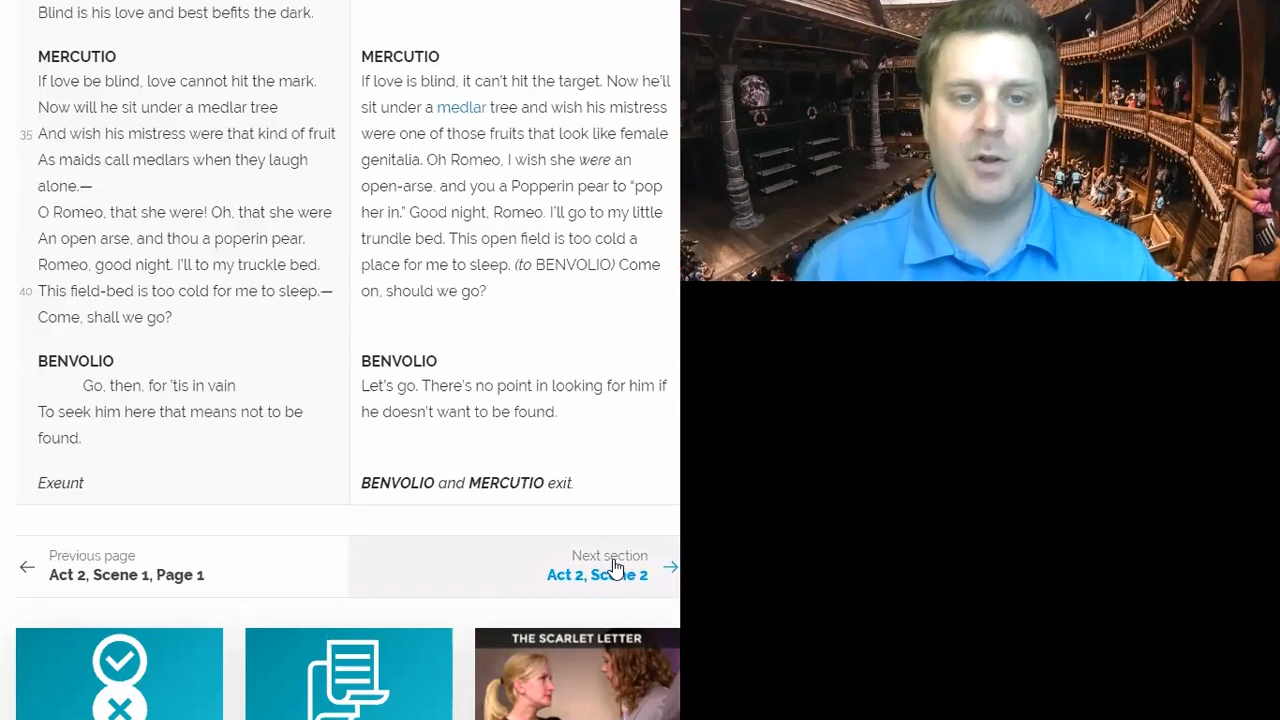 Blind is his love and best befits the dark.
MERCUTIO
If love be blind, love cannot hit the mark.
Now will he sit under a medlar tree
35 And wish his mistress were that kind of fruit
As maids call medlars when they laugh
alone.—
O Romeo, that she were! Oh, that she were
An open arse, and thou a poperin pear.
Romeo, good night. I'll to my truckle bed.
40 This field-bed is too cold for me to sleep.—
Come, shall we go?
BENVOLIO
Go, then, for 'tis in vain
To seek him here that means not to be
found.
Exeunt
MERCUTIO
If love is blind, it can't hit the target. Now he'll
sit under a medlar tree and wish his mistress
were one of those fruits that look like female
genitalia. Oh Romeo, I wish she were an
open-arse, and you a Popperin pear to “pop
her in.” Good night, Romeo. I'll go to my little
trundle bed. This open field is too cold a
place for me to sleep. (to BENVOLIO) Come
on, should we go?
BENVOLIO
Let's go. There's no point in looking for him if
he doesn't want to be found.
BENVOLIO and MERCUTIO exit.
Previous page
Act 2, Scene 1, Page 1
Next section
Act 2, Scene 2
THE SCARLET LETTER